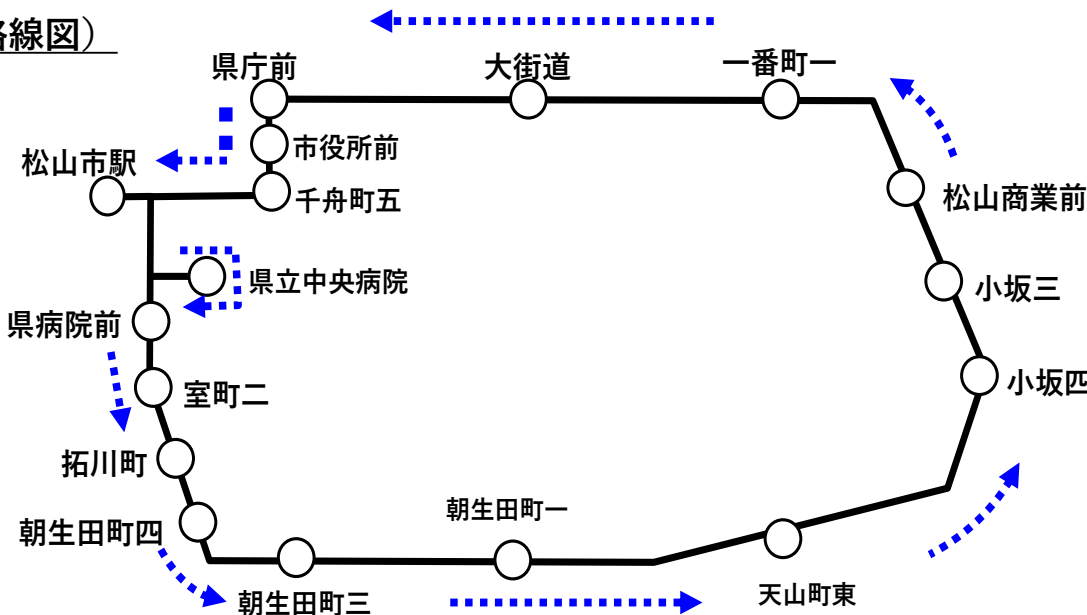 路線図）
県庁前
大街道
一番町一
市役所前
松山市駅
千舟町五
松山商業前
県立中央病院
小坂三
県病院前
小坂四
室町二
拓川町
朝生田町四
朝生田町一
朝生田町三
天山町東